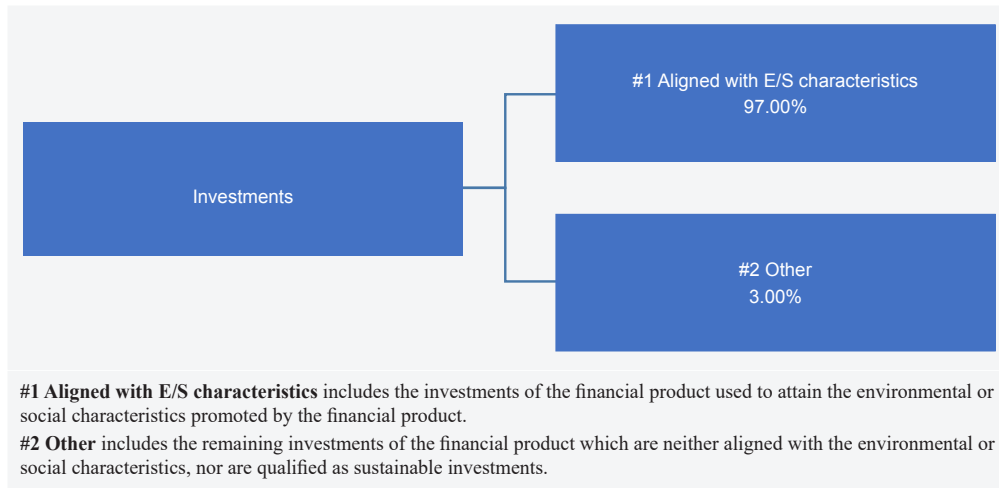 #1 Aligned with E/S characteristics
97.00%
Investments
#2 Other
3.00%
#1 Aligned with E/S characteristics includes the investments of the financial product used to attain the environmental or
social characteristics promoted by the financial product.
#2 Other includes the remaining investments of the financial product which are neither aligned with the environmental or
social characteristics, nor are qualified as sustainable investments.